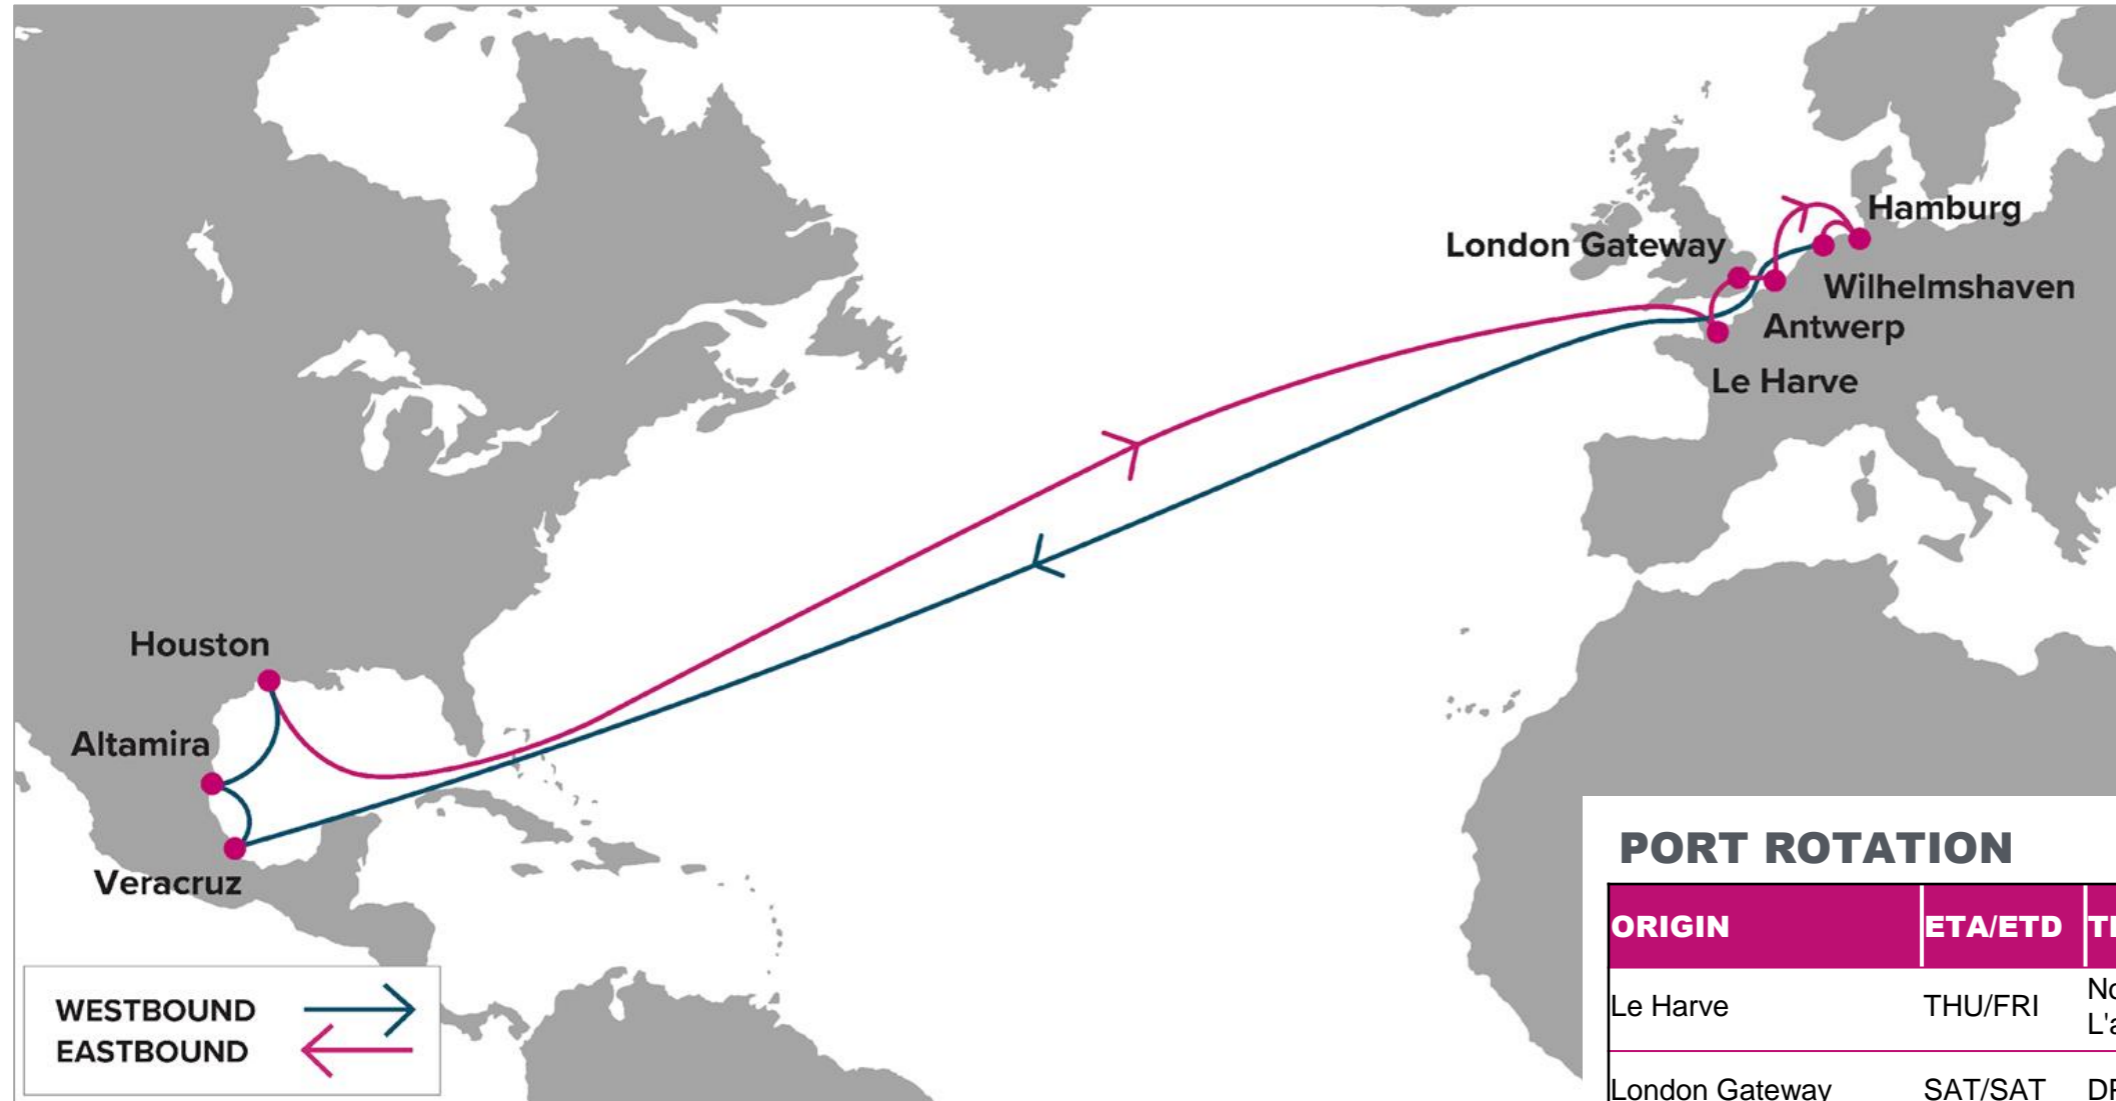 Hamburg
London Gateway
Wilhelmshaven
Antwerp
Le Harve
Houston
Altamira
Veracruz
WESTBOUND
EASTBOUND
PORT ROTATION
ORIGIN ETA/ETD
Le Harve THU/FRI
London Gateway SAT/SAT